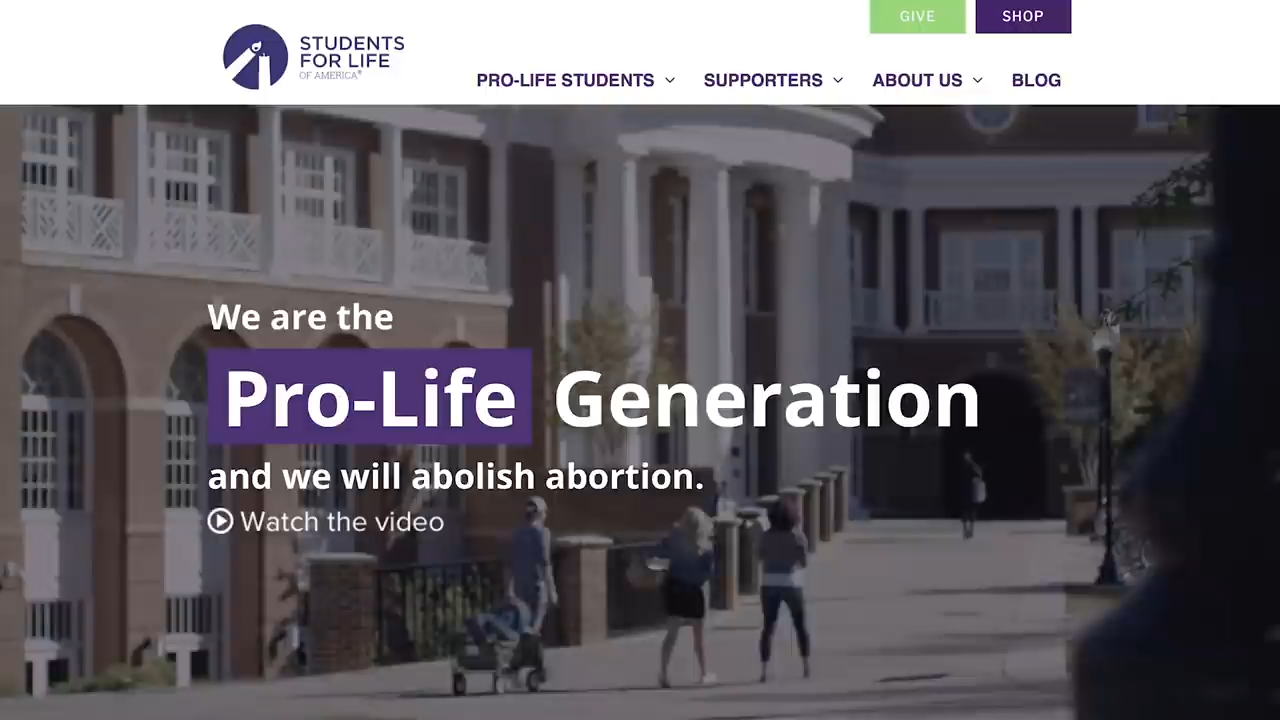 GIVE
SHOP
STUDENTS
FOR LIFE
OF AMERICA®
PRO-LIFE STUDENTS
SUPPORTERS
ABOUT US
BLOG
We are the
Pro-Life Generation
and we will abolish abortion.
Watch the video